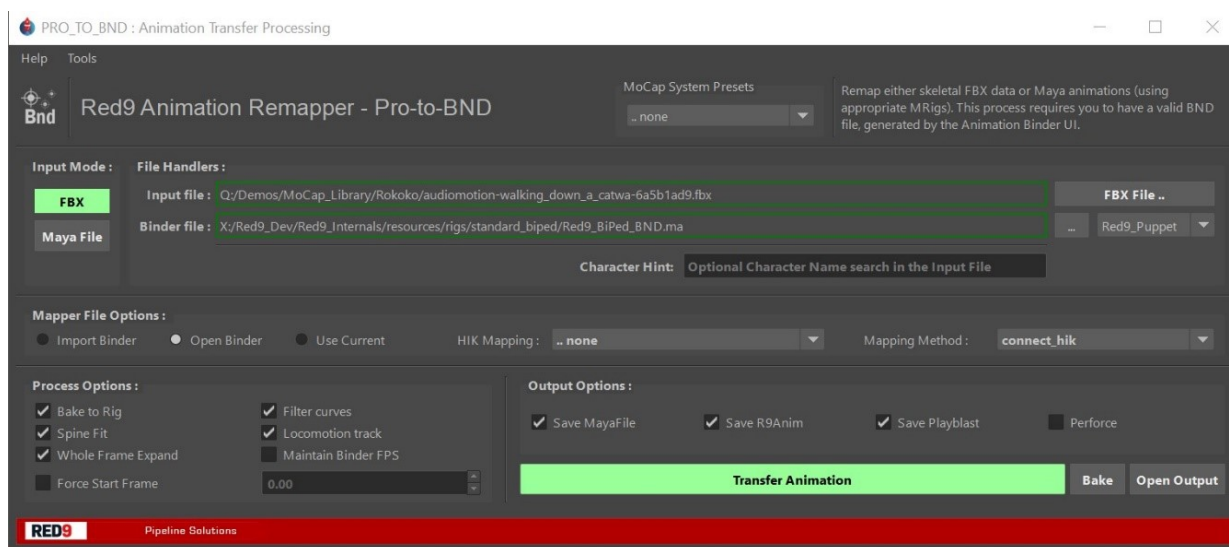 PRO_TO_BND : Animation Transfer Processing
Help Tools
Bnd
Red9 Animation Remapper - Pro-to-BND
MoCap System Presets
.. none
Remap either skeletal FBX data or Maya animations (using
appropriate MRigs). This process requires you to have a valid BND
file, generated by the Animation Binder UI.
Input Mode :
FBX
Maya File
File Handlers :
Input file : Q:/Demos/MoCap_Library/Rokoko/audiomotion-walking_down_a_catwa-6a5b1ad9.fbx
FBX File ..
Binder file : X:/Red9_Dev/Red9_Internals/resources/rigs/standard_biped/Red9_BiPed_BND.ma
... Red9_Puppet
Character Hint: Optional Character Name search in the Input File
Mapper File Options :
Import Binder Open Binder Use Current HIK Mapping : .. none Mapping Method : connect_hik
Process Options :
Bake to Rig Filter curves
Spine Fit Locomotion track
Whole Frame Expand Maintain Binder FPS
Force Start Frame 0.00
Output Options :
Save MayaFile Save R9Anim Save Playblast Perforce
Transfer Animation Bake Open Output
RED9 Pipeline Solutions